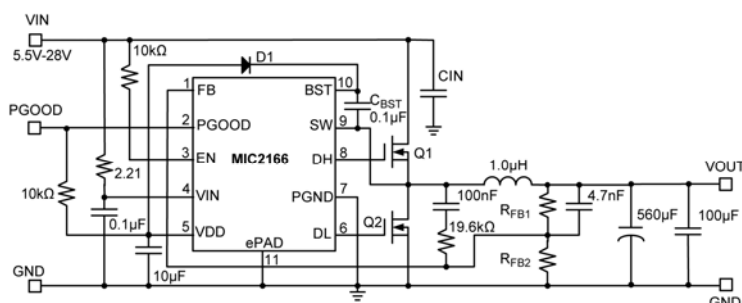 VIN
5.5V-28V
10kΩ
D1
CIN
PGOOD
1 FB BST 10
CBST
0.1µF
2 PGOOD SW 9
3 EN MIC2166 DH 8
Q1
1.0µH
VOUT
2.21
4 VIN PGND 7
100nF
4.7nF
10kΩ
0.1µF
RFB1
560µF
100µF
Q2
19.6kΩ
5 VDD DL 6
ePAD
11
RFB2
10µF
GND
GND